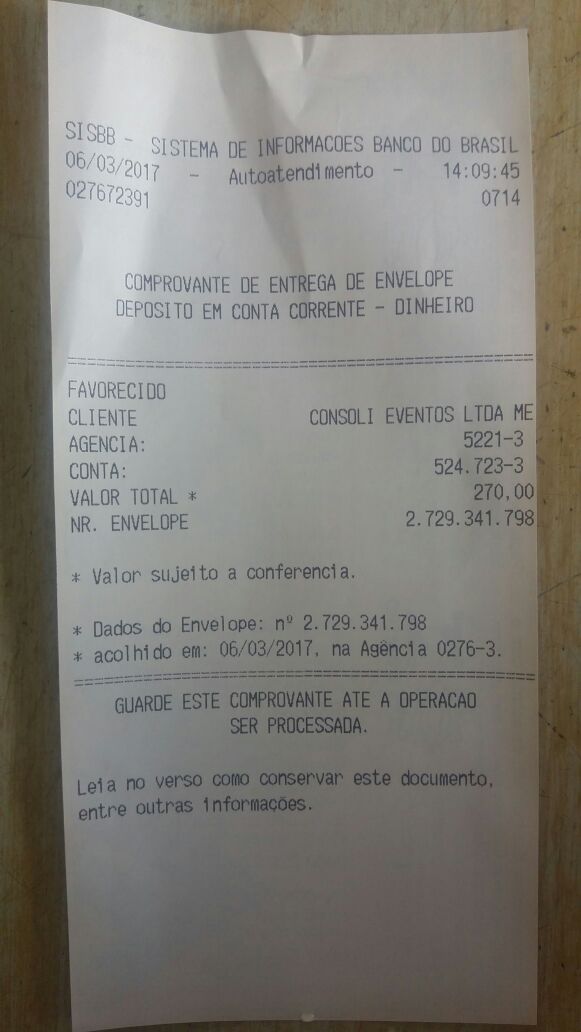 SISBB - SISTEMA DE INFORMACOES BANCO DO BRASIL
06/03/2017 - Autoatendimento - 14:09:45
027672391 0714
COMPROVANTE DE ENTREGA DE ENVELOPE
DEPOSITO EM CONTA CORRENTE - DINHEIRO
================================================
FAVORECIDO
CLIENTE CONSOLI EVENTOS LTDA ME
AGENCIA: 5221-3
CONTA: 524.723-3
VALOR TOTAL * 270,00
NR. ENVELOPE 2.729.341.798
* Valor sujeito a conferencia.
* Dados do Envelope: nº 2.729.341.798
* acolhido em: 06/03/2017, na Agência 0276-3.
================================================
GUARDE ESTE COMPROVANTE ATE A OPERACAO
SER PROCESSADA.
Leia no verso como conservar este documento,
entre outras informações.